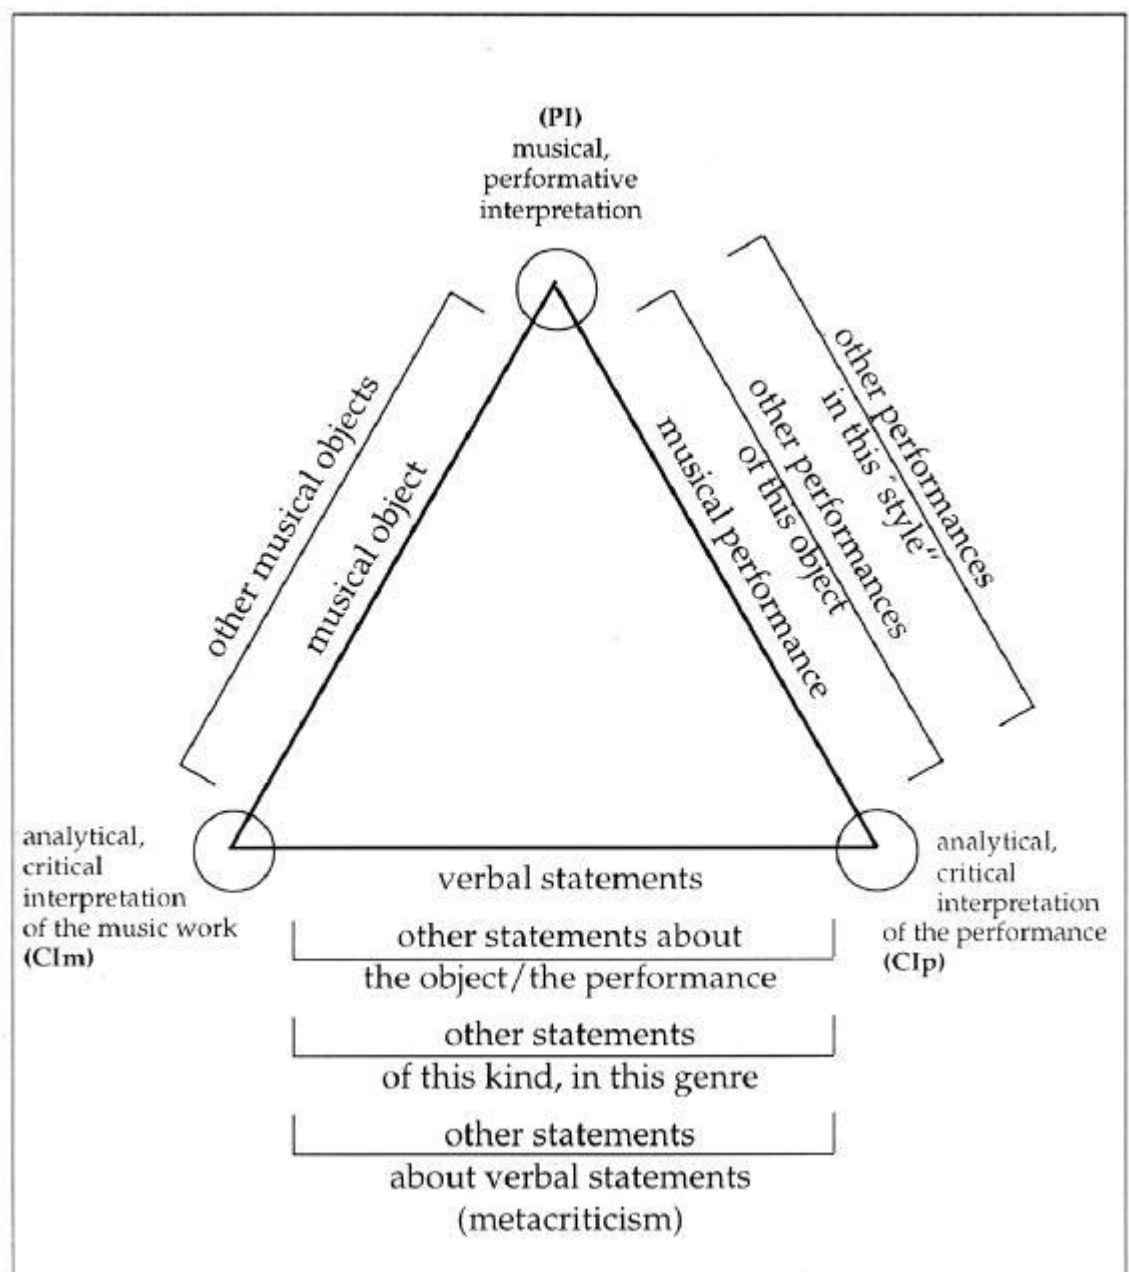 (PI)
musical,
performative
interpretation
other musical objects
musical object
musical performance
other performances
of this object
other performances
in this "style"
analytical,
critical
interpretation
of the music work
(CIm)
analytical,
critical
interpretation
of the performance
(CIp)
verbal statements
other statements about
the object/the performance
other statements
of this kind, in this genre
other statements
about verbal statements
(metacriticism)